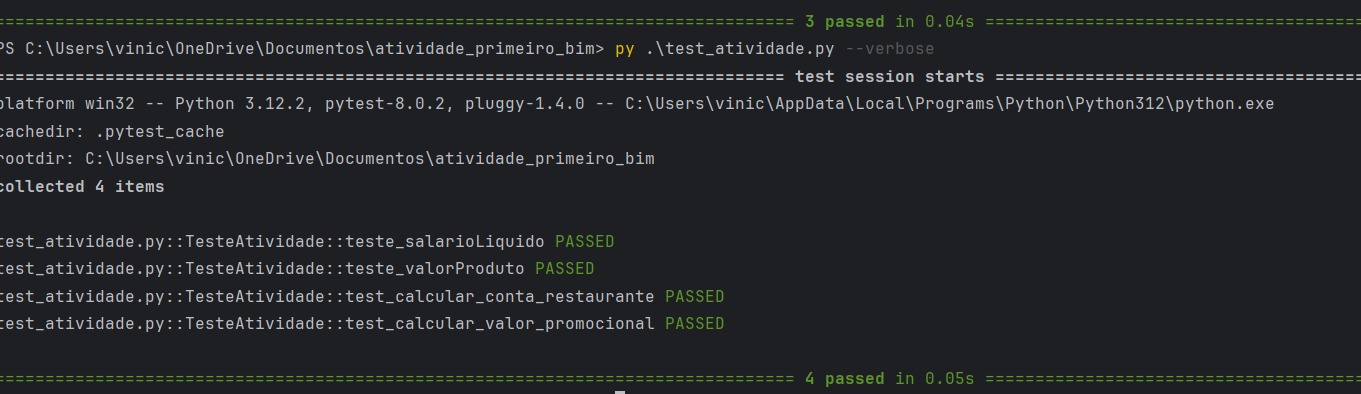 ============================================================================== 3 passed in 0.04s ======================================
PS C:\Users\vinic\OneDrive\Documentos\atividade_primeiro_bim> py .\test_atividade.py --verbose
============================================================================= test session starts =====================================
platform win32 -- Python 3.12.2, pytest-8.0.2, pluggy-1.4.0 -- C:\Users\vinic\AppData\Local\Programs\Python\Python312\python.exe
cachedir: .pytest_cache
rootdir: C:\Users\vinic\OneDrive\Documentos\atividade_primeiro_bim
collected 4 items
test_atividade.py::TesteAtividade::teste_salarioLiquido PASSED
test_atividade.py::TesteAtividade::teste_valorProduto PASSED
test_atividade.py::TesteAtividade::test_calcular_conta_restaurante PASSED
test_atividade.py::TesteAtividade::test_calcular_valor_promocional PASSED
============================================================================== 4 passed in 0.05s ======================================